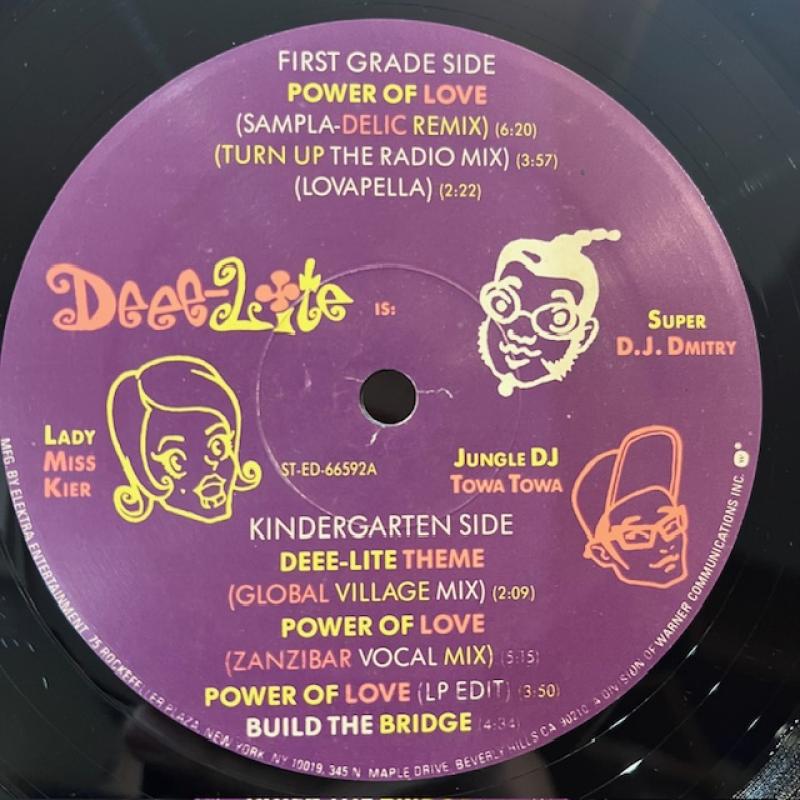 FIRST GRADE SIDE
POWER OF LOVE
(SAMPLA-DELIC REMIX) (6:20)
(TURN UP THE RADIO MIX) (3:57)
(LOVAPELLA) (2:22)
Deee-Lite IS:
SUPER
D.J. DMITRY
LADY
MISS
KIER
ST-ED-66592A
JUNGLE DJ
TOWA TOWA
KINDERGARTEN SIDE
DEEE-LITE THEME
(GLOBAL VILLAGE MIX) (2:09)
POWER OF LOVE
(ZANZIBAR VOCAL MIX) (5:15)
POWER OF LOVE (LP EDIT) (3:50)
BUILD THE BRIDGE (4:34)
MFG. BY ELEKTRA ENTERTAINMENT, 75 ROCKEFELLER PLAZA, NEW YORK, NY 10019, 345 N. MAPLE DRIVE, BEVERLY HILLS CA 90210, A DIVISION OF WARNER COMMUNICATIONS INC.